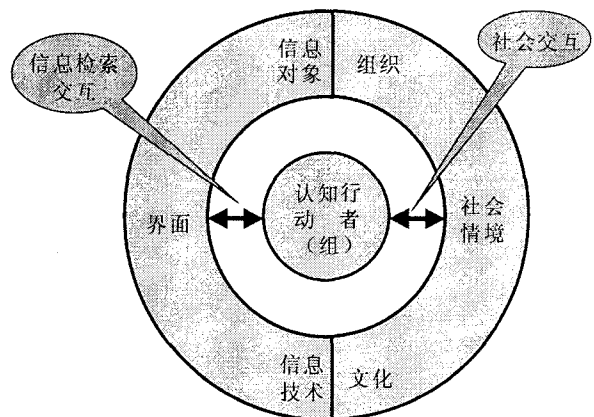 信息检索
交互
社会交互
信息
对象
组织
界面
认知行
动 者
（组）
社会
情境
信息
技术
文化